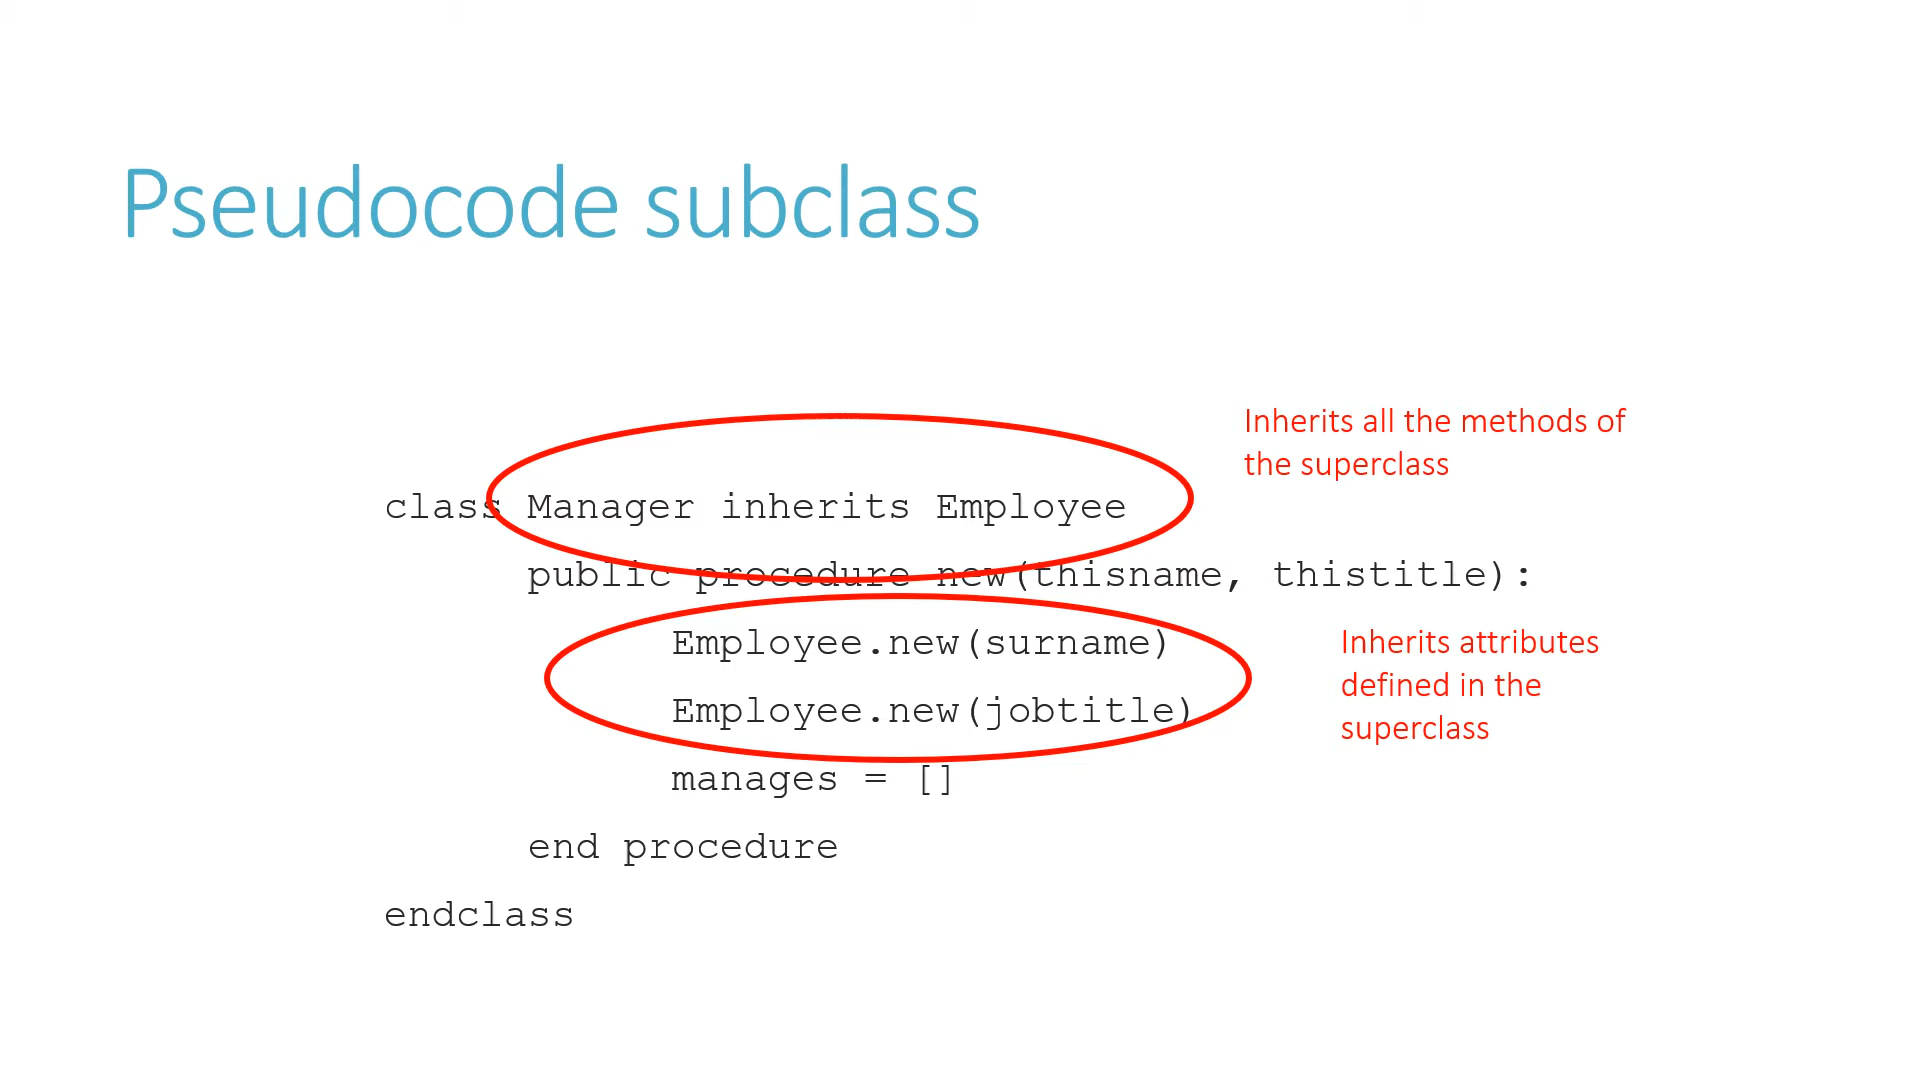 Pseudocode subclass
Inherits all the methods of
the superclass
class Manager inherits Employee
public procedure new(thisname, thistitle):
Employee.new(surname)
Employee.new(jobtitle)
Inherits attributes
defined in the
superclass
manages = []
end procedure
endclass